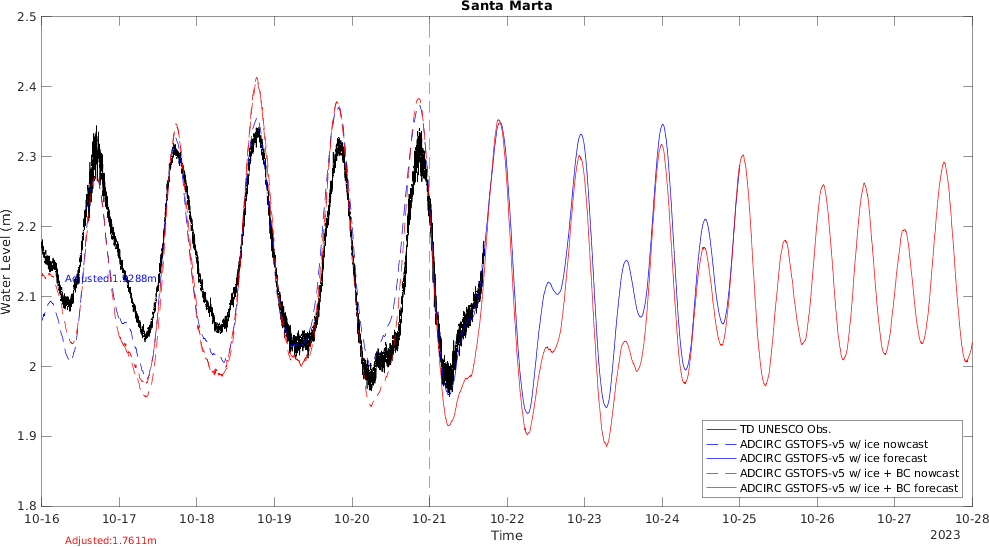 Santa Marta
2.5
2.4
2.3
2.2
2.1
2
1.9
1.8
Water Level (m)
Adjusted:1.9288m
TD UNESCO Obs.
ADCIRC GSTOFS-v5 w/ ice nowcast
ADCIRC GSTOFS-v5 w/ ice forecast
ADCIRC GSTOFS-v5 w/ ice + BC nowcast
ADCIRC GSTOFS-v5 w/ ice + BC forecast
10-16 10-17 10-18 10-19 10-20 10-21 10-22 10-23 10-24 10-25 10-26 10-27 10-28
Time
2023
Adjusted:1.7611m